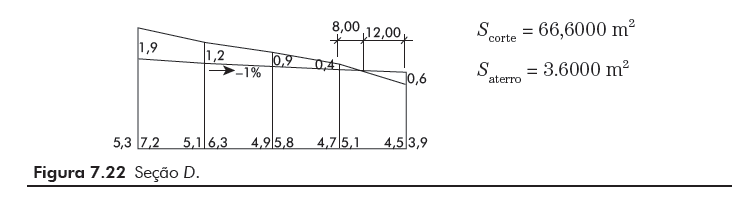 8,00 12,00
S corte = 66,6000 m²
1,9 1,2 0,9 0,4
S aterro = 3.6000 m²
–1% 0,6
5,3 7,2 5,1 6,3 4,9 5,8 4,7 5,1 4,5 3,9
Figura 7.22 Seção D.